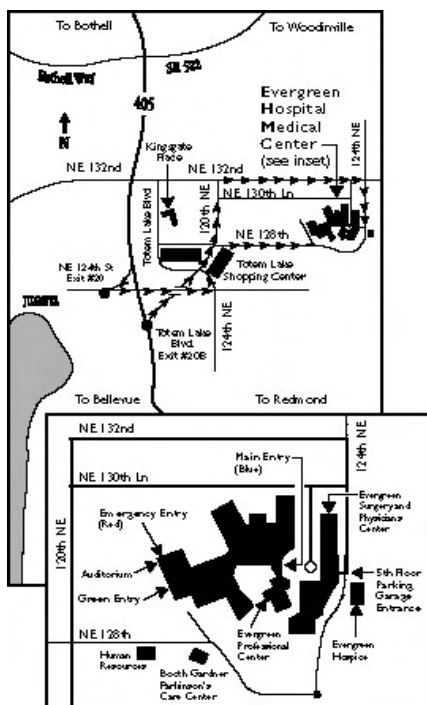 To Bothell
To Woodinville
Bothell Way
SR 522
405
N
Evergreen
Hospital
Medical
Center
(see inset)
124th NE
Kingsgate
Place
NE 132nd
NE 132nd
NE 130th Ln
Totem Lake Blvd
120th NE
NE 128th
NE 124th St
Exit #20
Totem Lake
Shopping Center
Totem Lake
Blvd.
Exit #20B
124th NE
To Bellevue
To Redmond
NE 132nd
Main Entry
(Blue)
124th NE
NE 130th Ln
Evergreen
Surgery and
Physicians
Center
Emergency Entry
(Red)
120th NE
Auditorium
Green Entry
5th Floor
Parking
Garage
Entrance
NE 128th
Evergreen
Professional
Center
Evergreen
Hospice
Human
Resources
Booth Gardner
Parkinson's
Care Center